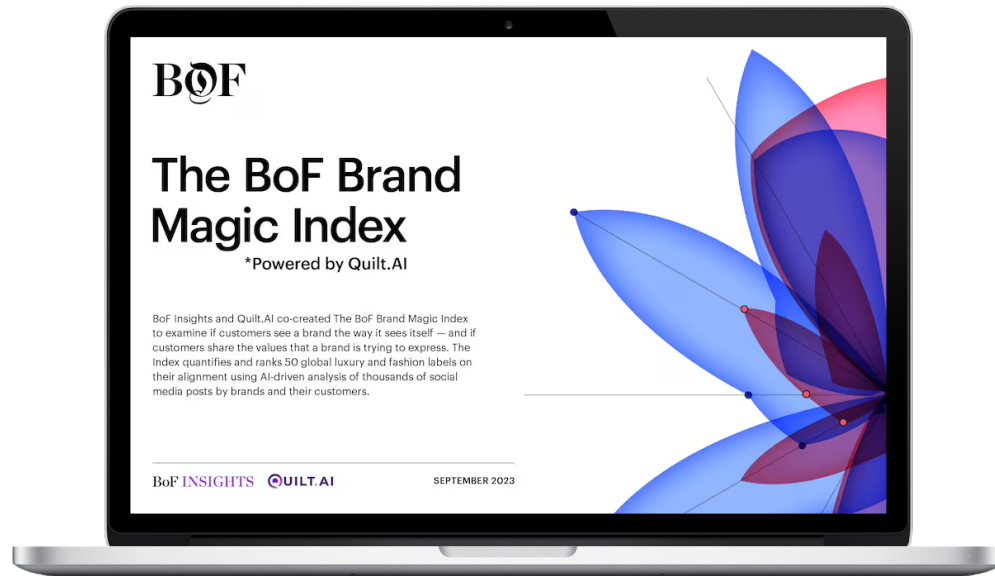 BOF
The BoF Brand
Magic Index
*Powered by Quilt.AI
BoF Insights and Quilt.AI co-created The BoF Brand Magic Index
to examine if customers see a brand the way it sees itself — and if
customers share the values that a brand is trying to express. The
Index quantifies and ranks 50 global luxury and fashion labels on
their alignment using AI-driven analysis of thousands of social
media posts by brands and their customers.
BoF INSIGHTS QUILT.AI SEPTEMBER 2023